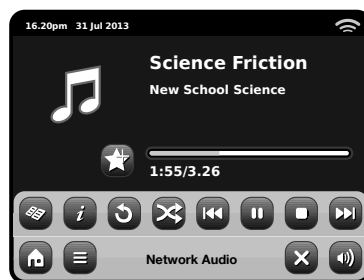 16.20pm 31 Jul 2013
Science Friction
New School Science
1:55/3.26
i
Network Audio